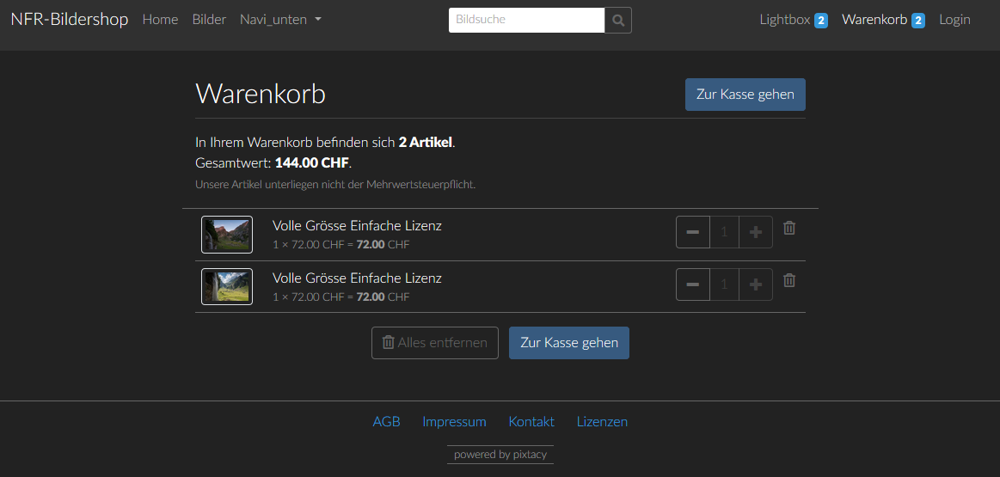 NFR-Bildershop Home Bilder Navi_unten Bildsuche Lightbox 2 Warenkorb 2 Login
Warenkorb Zur Kasse gehen
In Ihrem Warenkorb befinden sich 2 Artikel.
Gesamtwert: 144.00 CHF.
Unsere Artikel unterliegen nicht der Mehrwertsteuerpflicht.
Volle Grösse Einfache Lizenz 1
1 × 72.00 CHF = 72.00 CHF
Volle Grösse Einfache Lizenz 1
1 × 72.00 CHF = 72.00 CHF
Alles entfernen Zur Kasse gehen
AGB Impressum Kontakt Lizenzen
powered by pixtacy